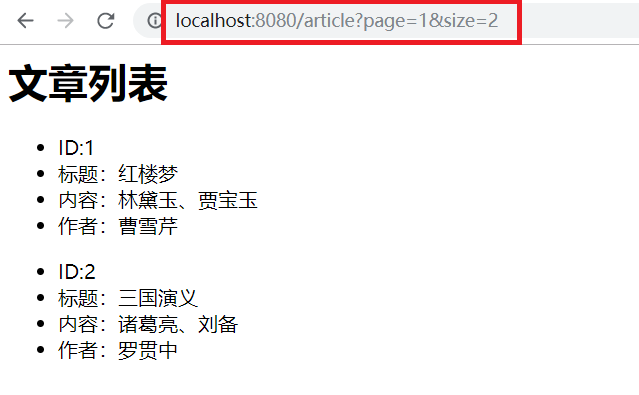 localhost:8080/article?page=1&size=2
文章列表
ID:1
标题：红楼梦
内容：林黛玉、贾宝玉
作者：曹雪芹
ID:2
标题：三国演义
内容：诸葛亮、刘备
作者：罗贯中